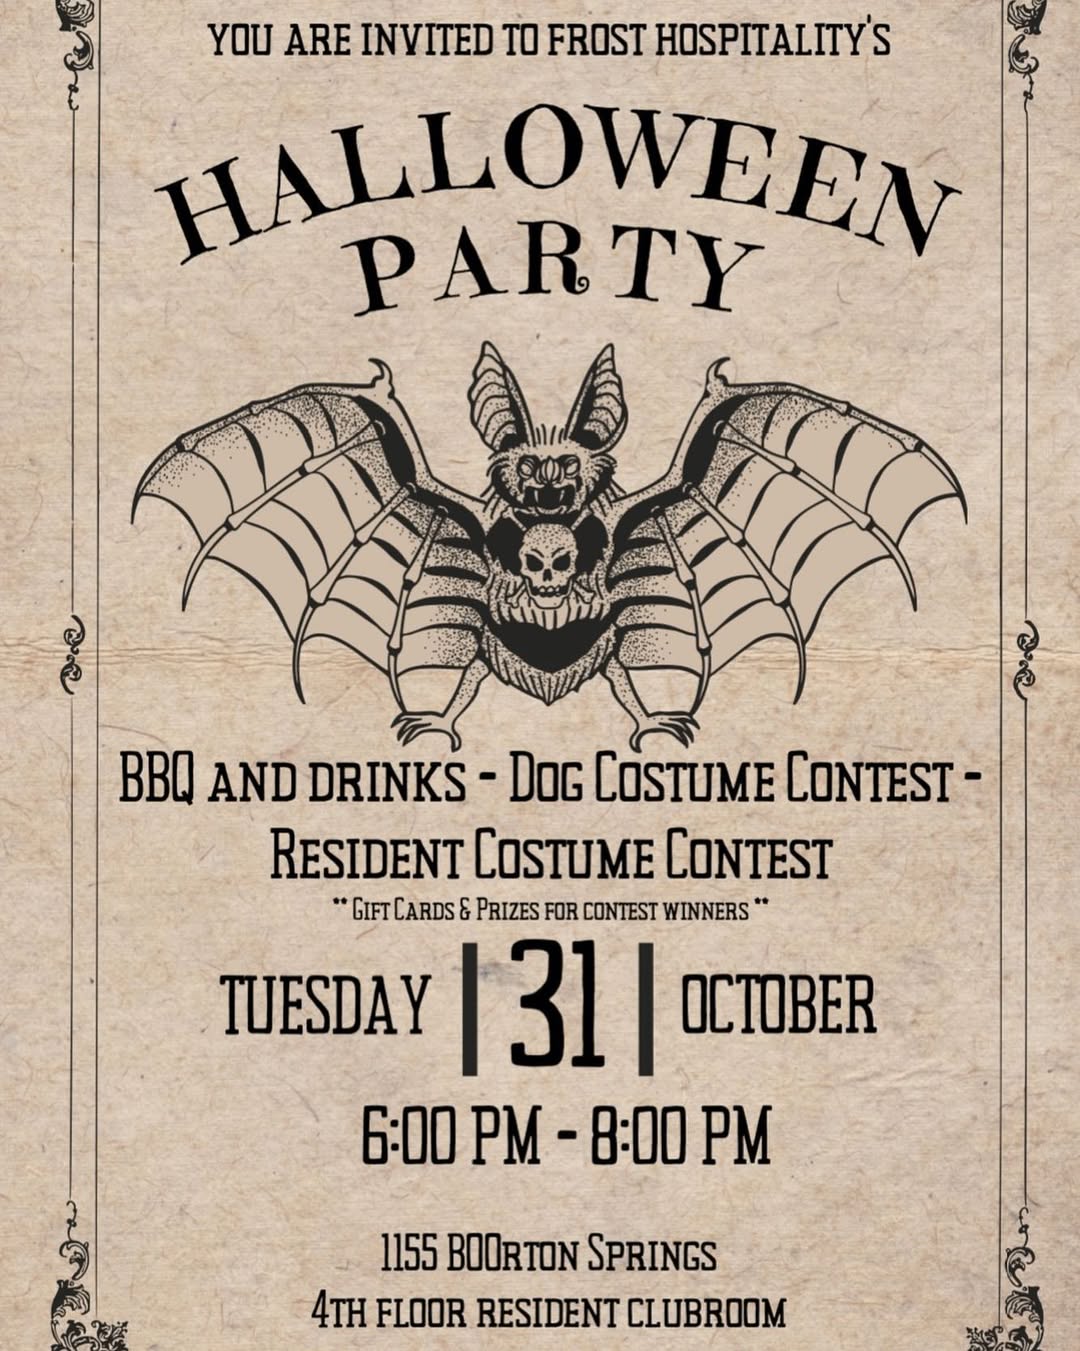 YOU ARE INVITED TO FROST HOSPITALITY'S
HALLOWEEN
PARTY
BBQ AND DRINKS - DOG COSTUME CONTEST -
RESIDENT COSTUME CONTEST
** GIFT CARDS & PRIZES FOR CONTEST WINNERS **
TUESDAY | 31 | OCTOBER
6:00 PM - 8:00 PM
1155 BOORTON SPRINGS
4TH FLOOR RESIDENT CLUBROOM